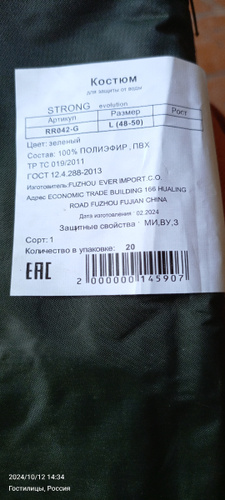 Костюм
для защиты от воды
STRONG evolution
Артикул Размер Рост
RR042-G L (48-50)
Цвет: зеленый
Состав: 100% ПОЛИЭФИР, ПВХ
ТР ТС 019/2011
ГОСТ 12.4.288-2013
Изготовитель: FUZHOU EVER IMPORT C.O.
Адрес ECONOMIC TRADE BUILDING 166 HUALING
ROAD FUZHOU FUJIAN CHINA
Дата изготовления 02.2024
Защитные свойства МИ,ВУ,З
Сорт: 1
Количество в упаковке: 20
EAC
2 000000 145907
2024/10/12 14:34
Гостилицы, Россия